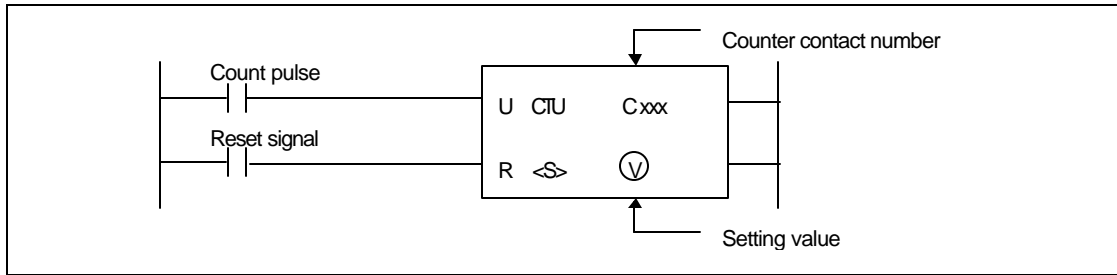 Counter contact number
Count pulse
U CTU C xxx
Reset signal
R <S> V
Setting value